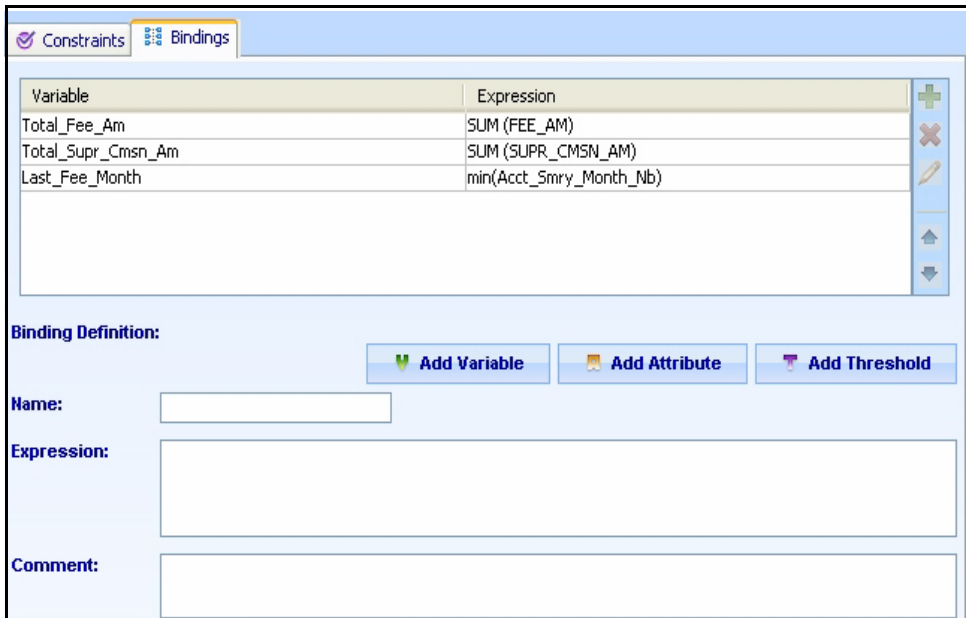 Constraints Bindings
Variable Expression
Total_Fee_Am SUM (FEE_AM)
Total_Supr_Cmsn_Am SUM (SUPR_CMSN_AM)
Last_Fee_Month min(Acct_Smry_Month_Nb)
Binding Definition:
Add Variable Add Attribute Add Threshold
Name:
Expression:
Comment: